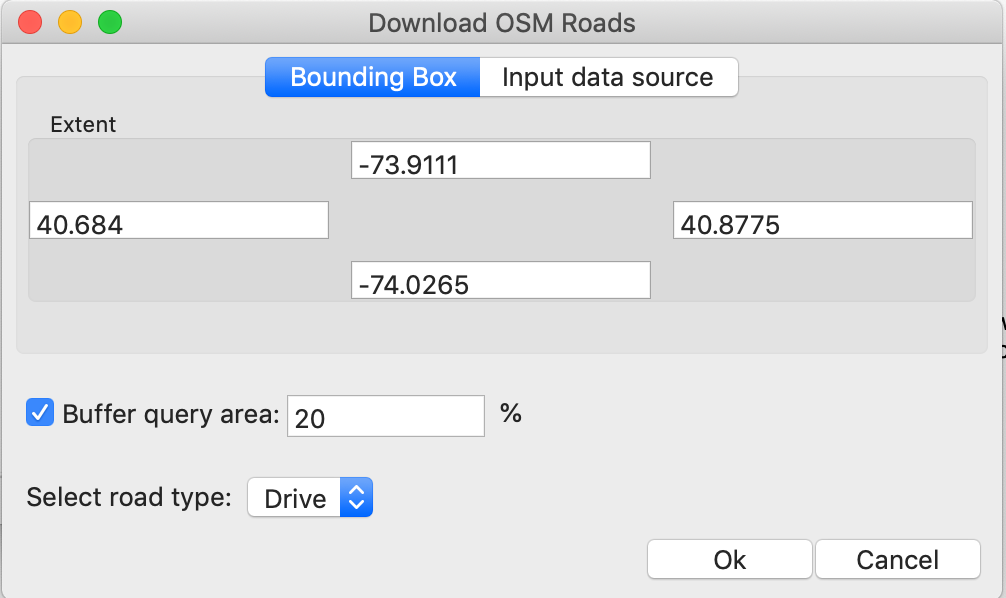 Download OSM Roads
Bounding Box Input data source
Extent
-73.9111
40.684 40.8775
-74.0265
Buffer query area: 20 %
Select road type: Drive
Ok Cancel